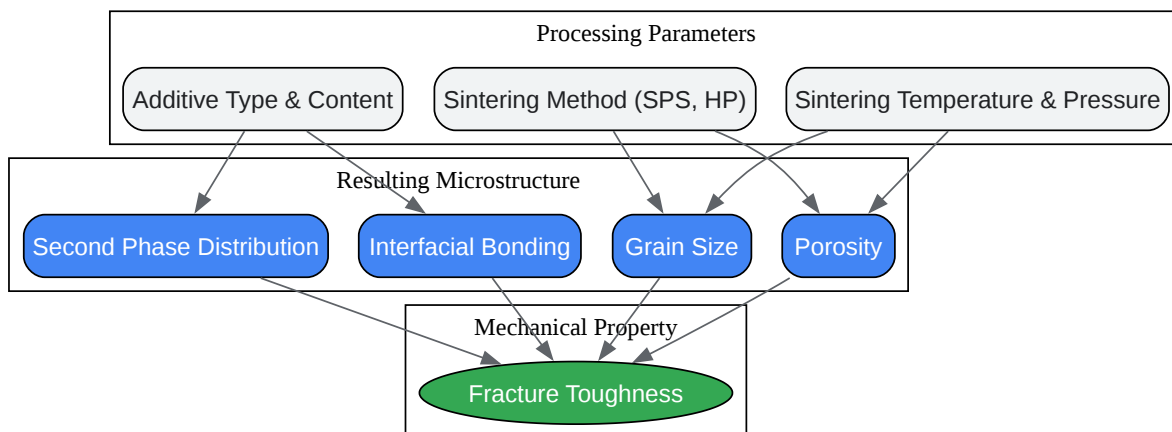 Processing Parameters
Additive Type & Content
Sintering Method (SPS, HP)
Sintering Temperature & Pressure
Resulting Microstructure
Second Phase Distribution
Interfacial Bonding
Grain Size
Porosity
Mechanical Property
Fracture Toughness